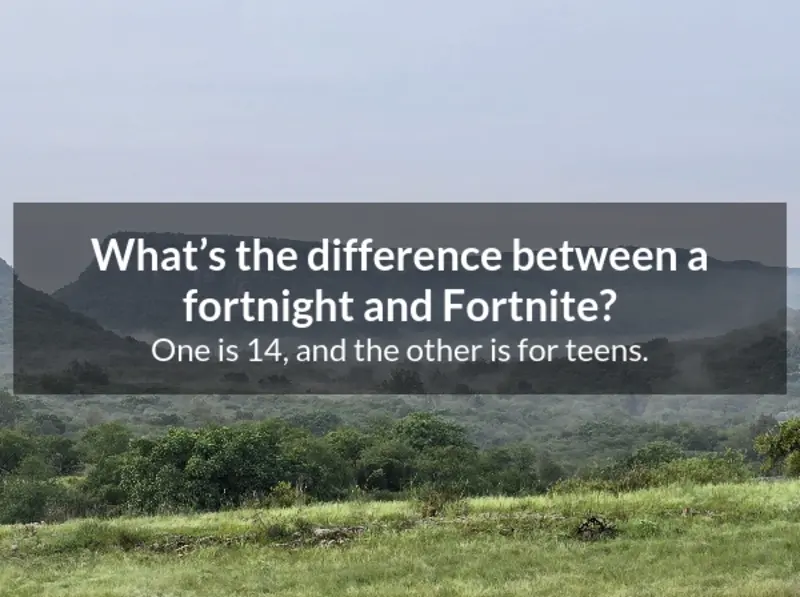 What’s the difference between a
fortnight and Fortnite?
One is 14, and the other is for teens.